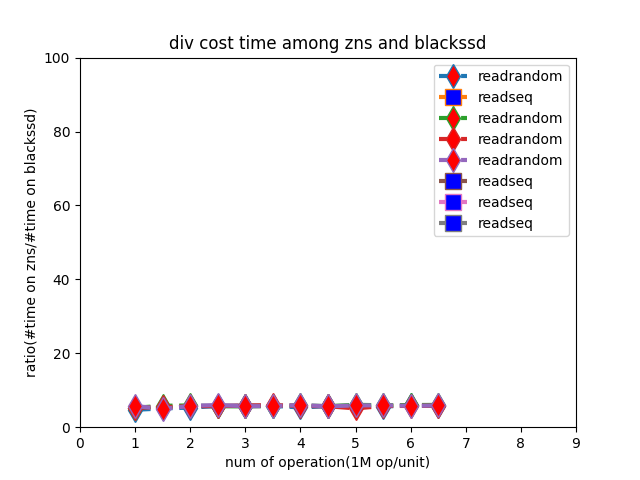 div cost time among zns and blackssd
100
80
60
40
20
0
ratio(#time on zns/#time on blackssd)
readrandom
readseq
readrandom
readrandom
readrandom
readseq
readseq
readseq
0 1 2 3 4 5 6 7 8 9
num of operation(1M op/unit)